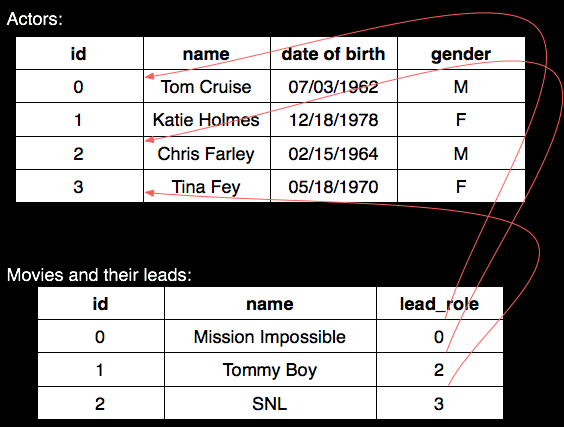 Actors:
id name date of birth gender
0 Tom Cruise 07/03/1962 M
1 Katie Holmes 12/18/1978 F
2 Chris Farley 02/15/1964 M
3 Tina Fey 05/18/1970 F
Movies and their leads:
id name lead_role
0 Mission Impossible 0
1 Tommy Boy 2
2 SNL 3